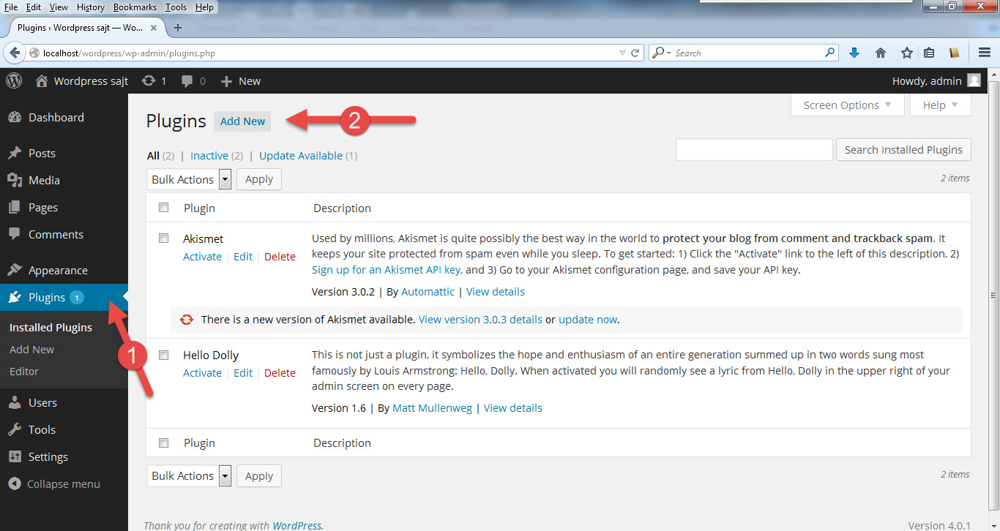 File Edit View History Bookmarks Tools Help
Plugins ‹ Wordpress sajt — Wo...
localhost/wordpress/wp-admin/plugins.php
Search
Wordpress sajt 1 0 New
Howdy, admin
Dashboard
Posts
Media
Pages
Comments
Appearance
Plugins 1
Installed Plugins
Add New
Editor
Users
Tools
Settings
Collapse menu
1
Screen Options
Help
Plugins Add New
2
All (2) | Inactive (2) | Update Available (1)
Search Installed Plugins
Bulk Actions Apply
2 items
Plugin Description
Akismet
Activate | Edit | Delete
Used by millions, Akismet is quite possibly the best way in the world to protect your blog from comment and trackback spam. It
keeps your site protected from spam even while you sleep. To get started: 1) Click the "Activate" link to the left of this description, 2)
Sign up for an Akismet API key, and 3) Go to your Akismet configuration page, and save your API key.
Version 3.0.2 | By Automattic | View details
There is a new version of Akismet available. View version 3.0.3 details or update now.
Hello Dolly
Activate | Edit | Delete
This is not just a plugin, it symbolizes the hope and enthusiasm of an entire generation summed up in two words sung most
famously by Louis Armstrong: Hello, Dolly. When activated you will randomly see a lyric from Hello, Dolly in the upper right of your
admin screen on every page.
Version 1.6 | By Matt Mullenweg | View details
Plugin Description
Bulk Actions Apply
2 items
Thank you for creating with WordPress.
Version 4.0.1